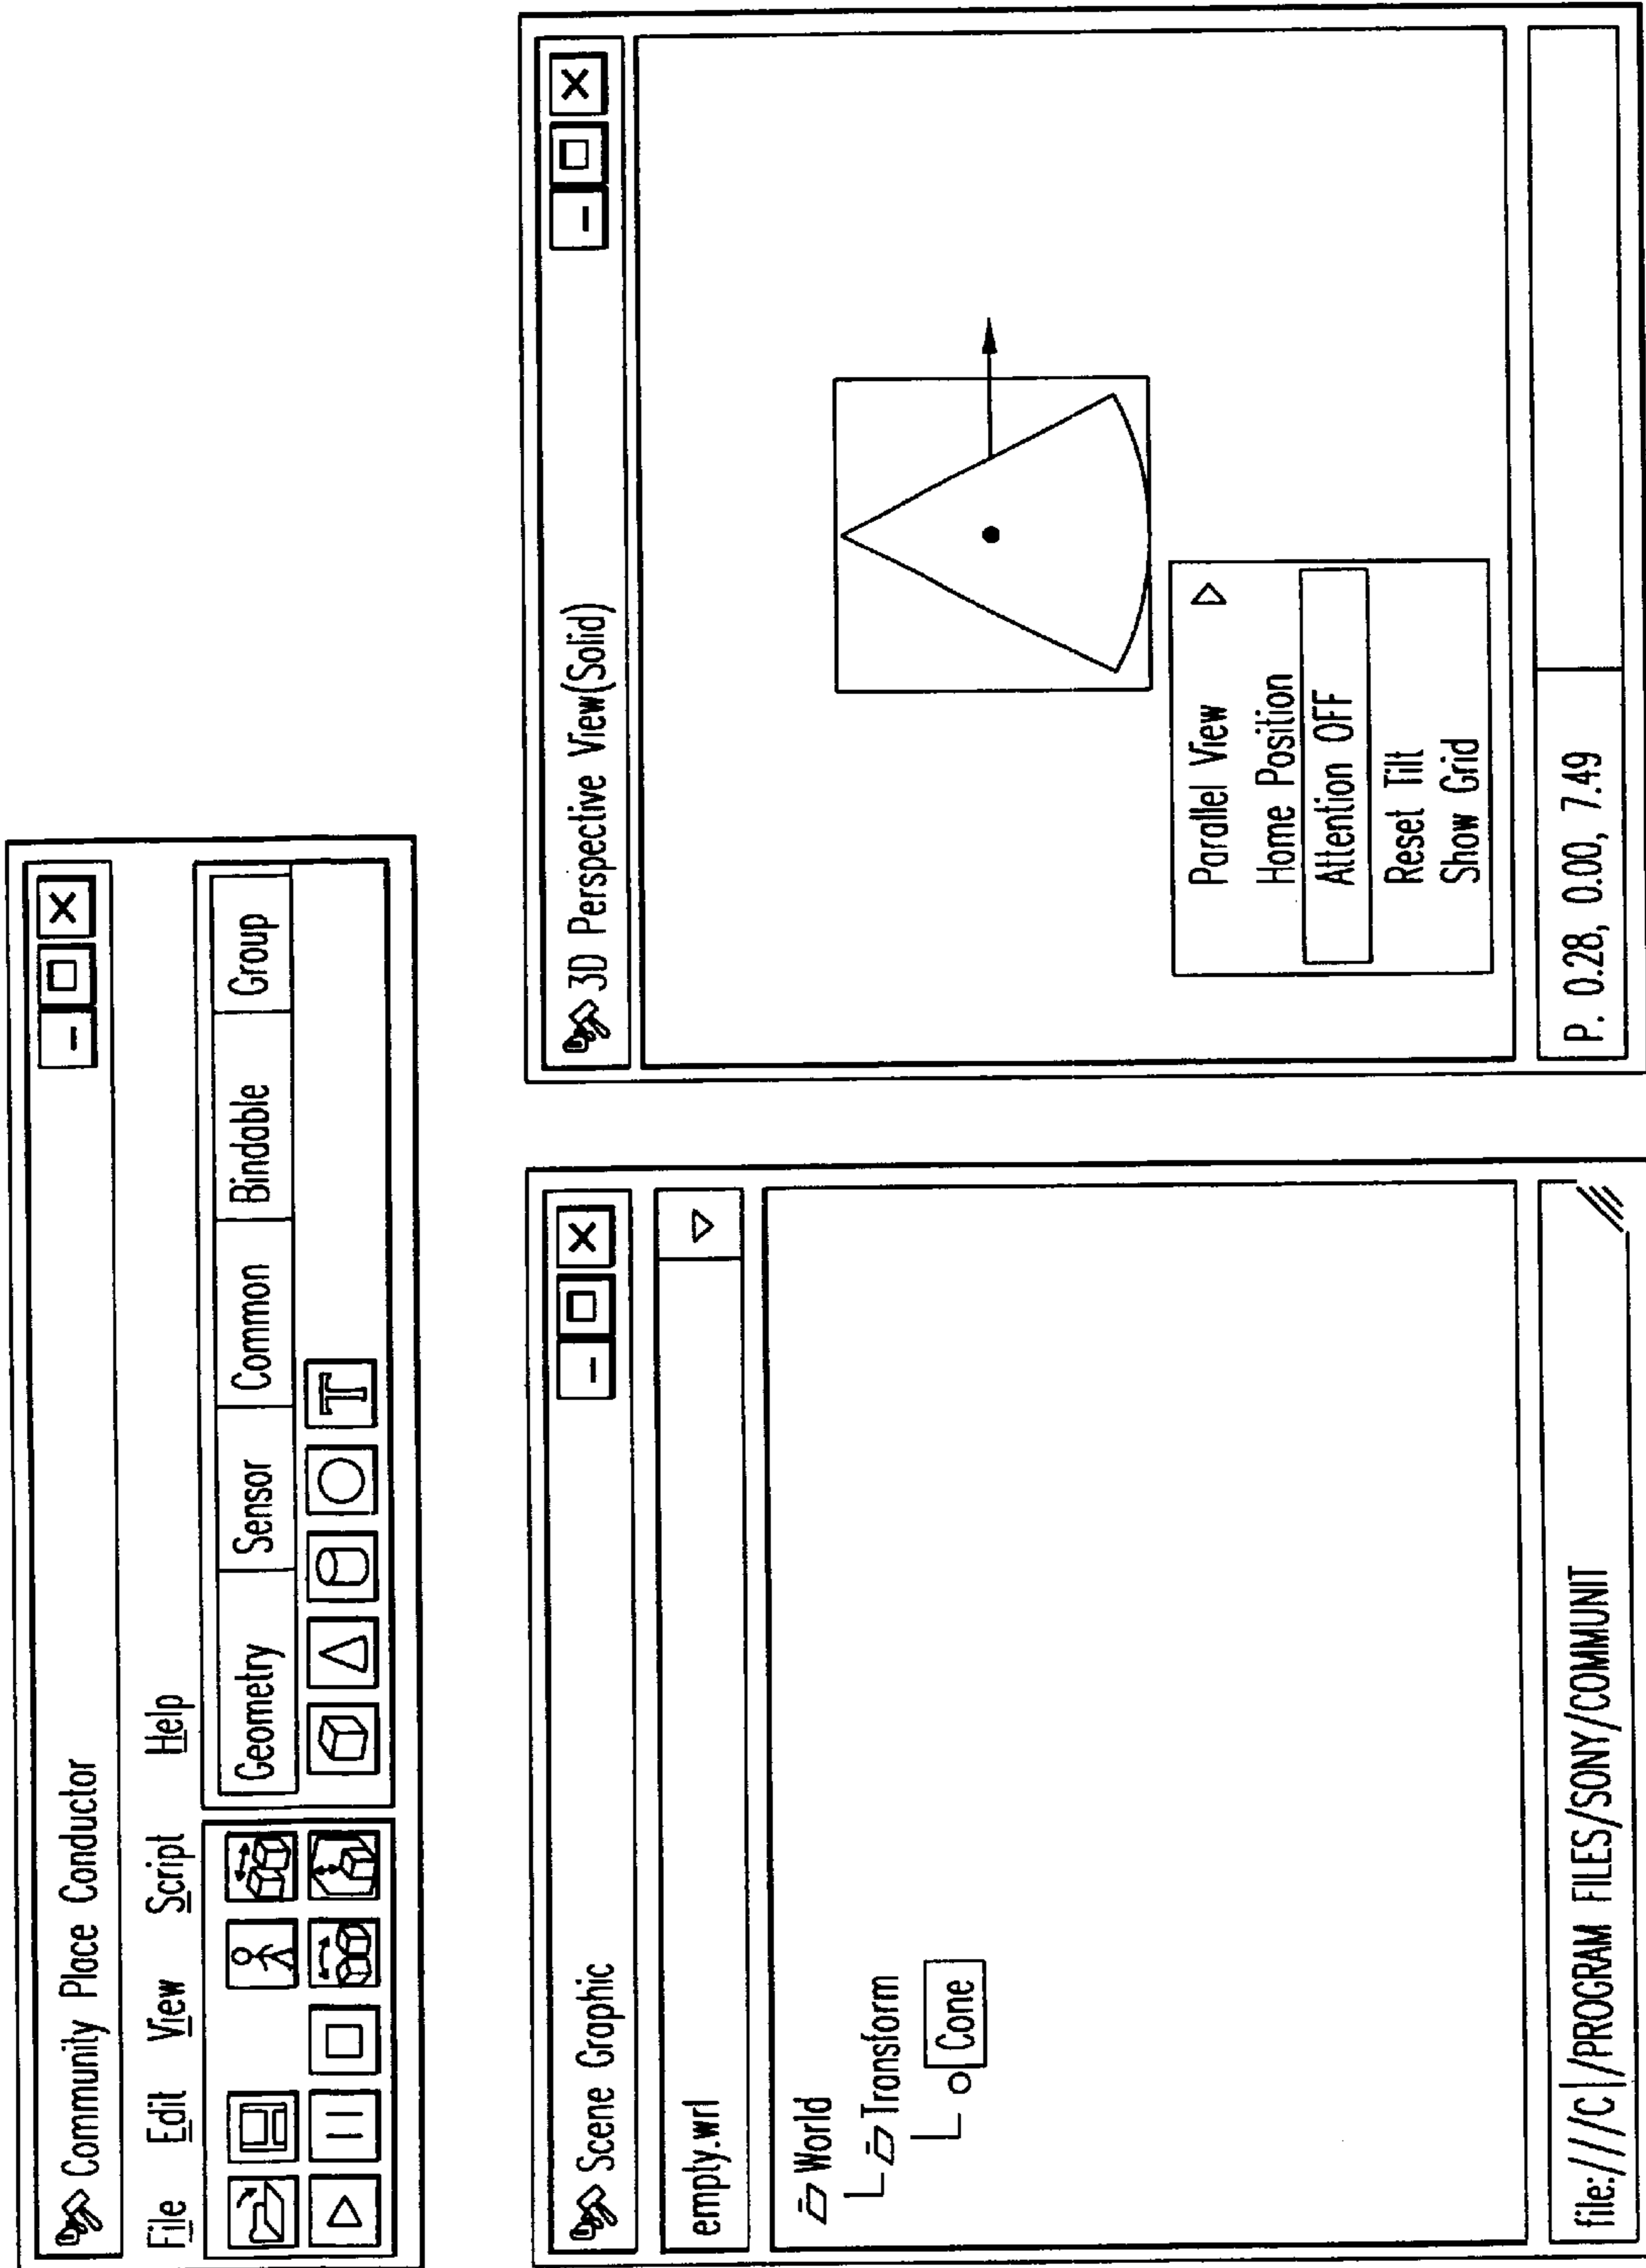 Community Place Conductor
File Edit View Script Help
Geometry Sensor Common Bindable Group
T
Scene Graphic
empty.wrl
World
Transform
Cone
file:///C|/PROGRAM FILES/SONY/COMMUNIT
3D Perspective View(Solid)
Parallel View
Home Position
Attention OFF
Reset Tilt
Show Grid
P. 0.28, 0.00, 7.49